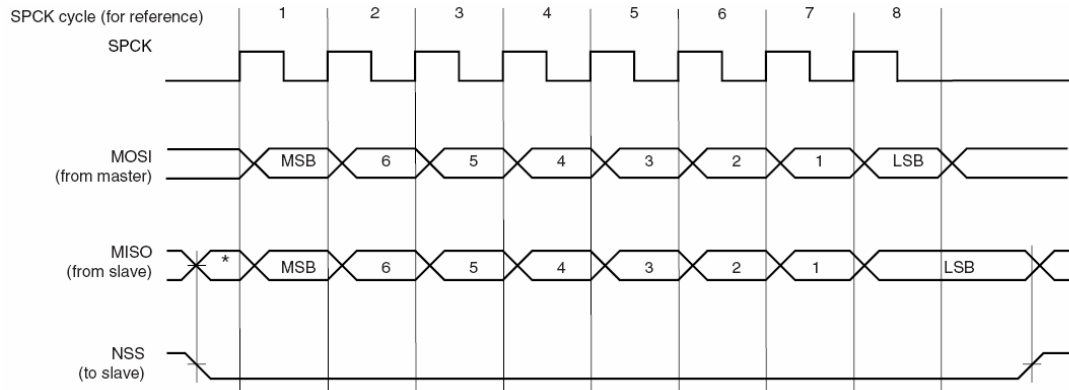 SPCK cycle (for reference) 1 2 3 4 5 6 7 8
SPCK
MOSI
(from master)
MSB 6 5 4 3 2 1 LSB
MISO
(from slave)
* MSB 6 5 4 3 2 1 LSB
NSS
(to slave)